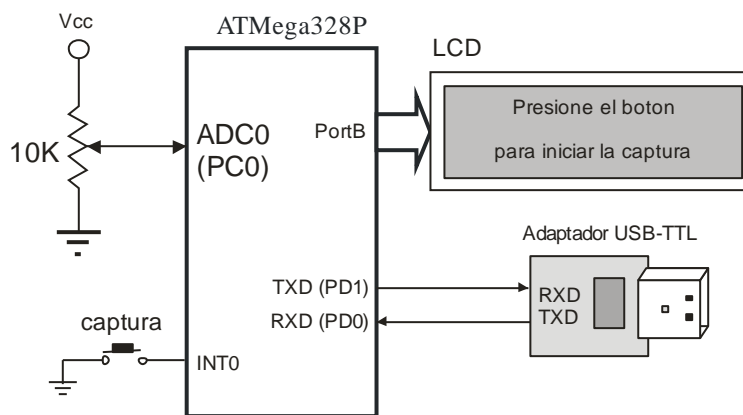 Vcc
ATMega328P
LCD
10K
ADC0
(PC0)
PortB
Presione el boton
para iniciar la captura
Adaptador USB-TTL
TXD (PD1)
RXD (PD0)
RXD
TXD
captura
INT0